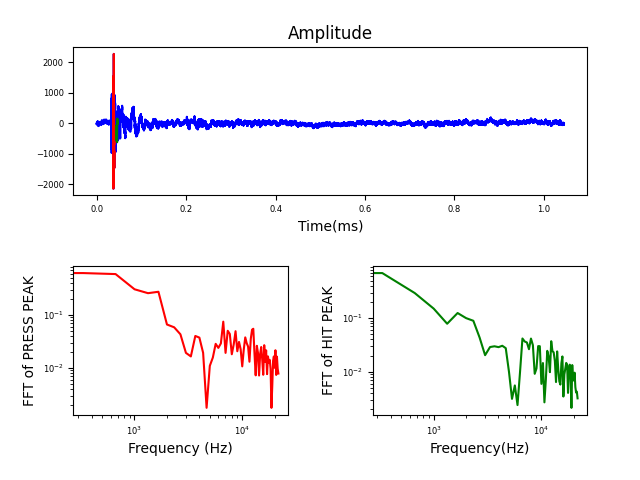 Amplitude
2000
1000
0
−1000
−2000
0.0 0.2 0.4 0.6 0.8 1.0
Time(ms)
FFT of PRESS PEAK
10⁻¹
10⁻²
10³ 10⁴
Frequency (Hz)
FFT of HIT PEAK
10⁻¹
10⁻²
10³ 10⁴
Frequency(Hz)